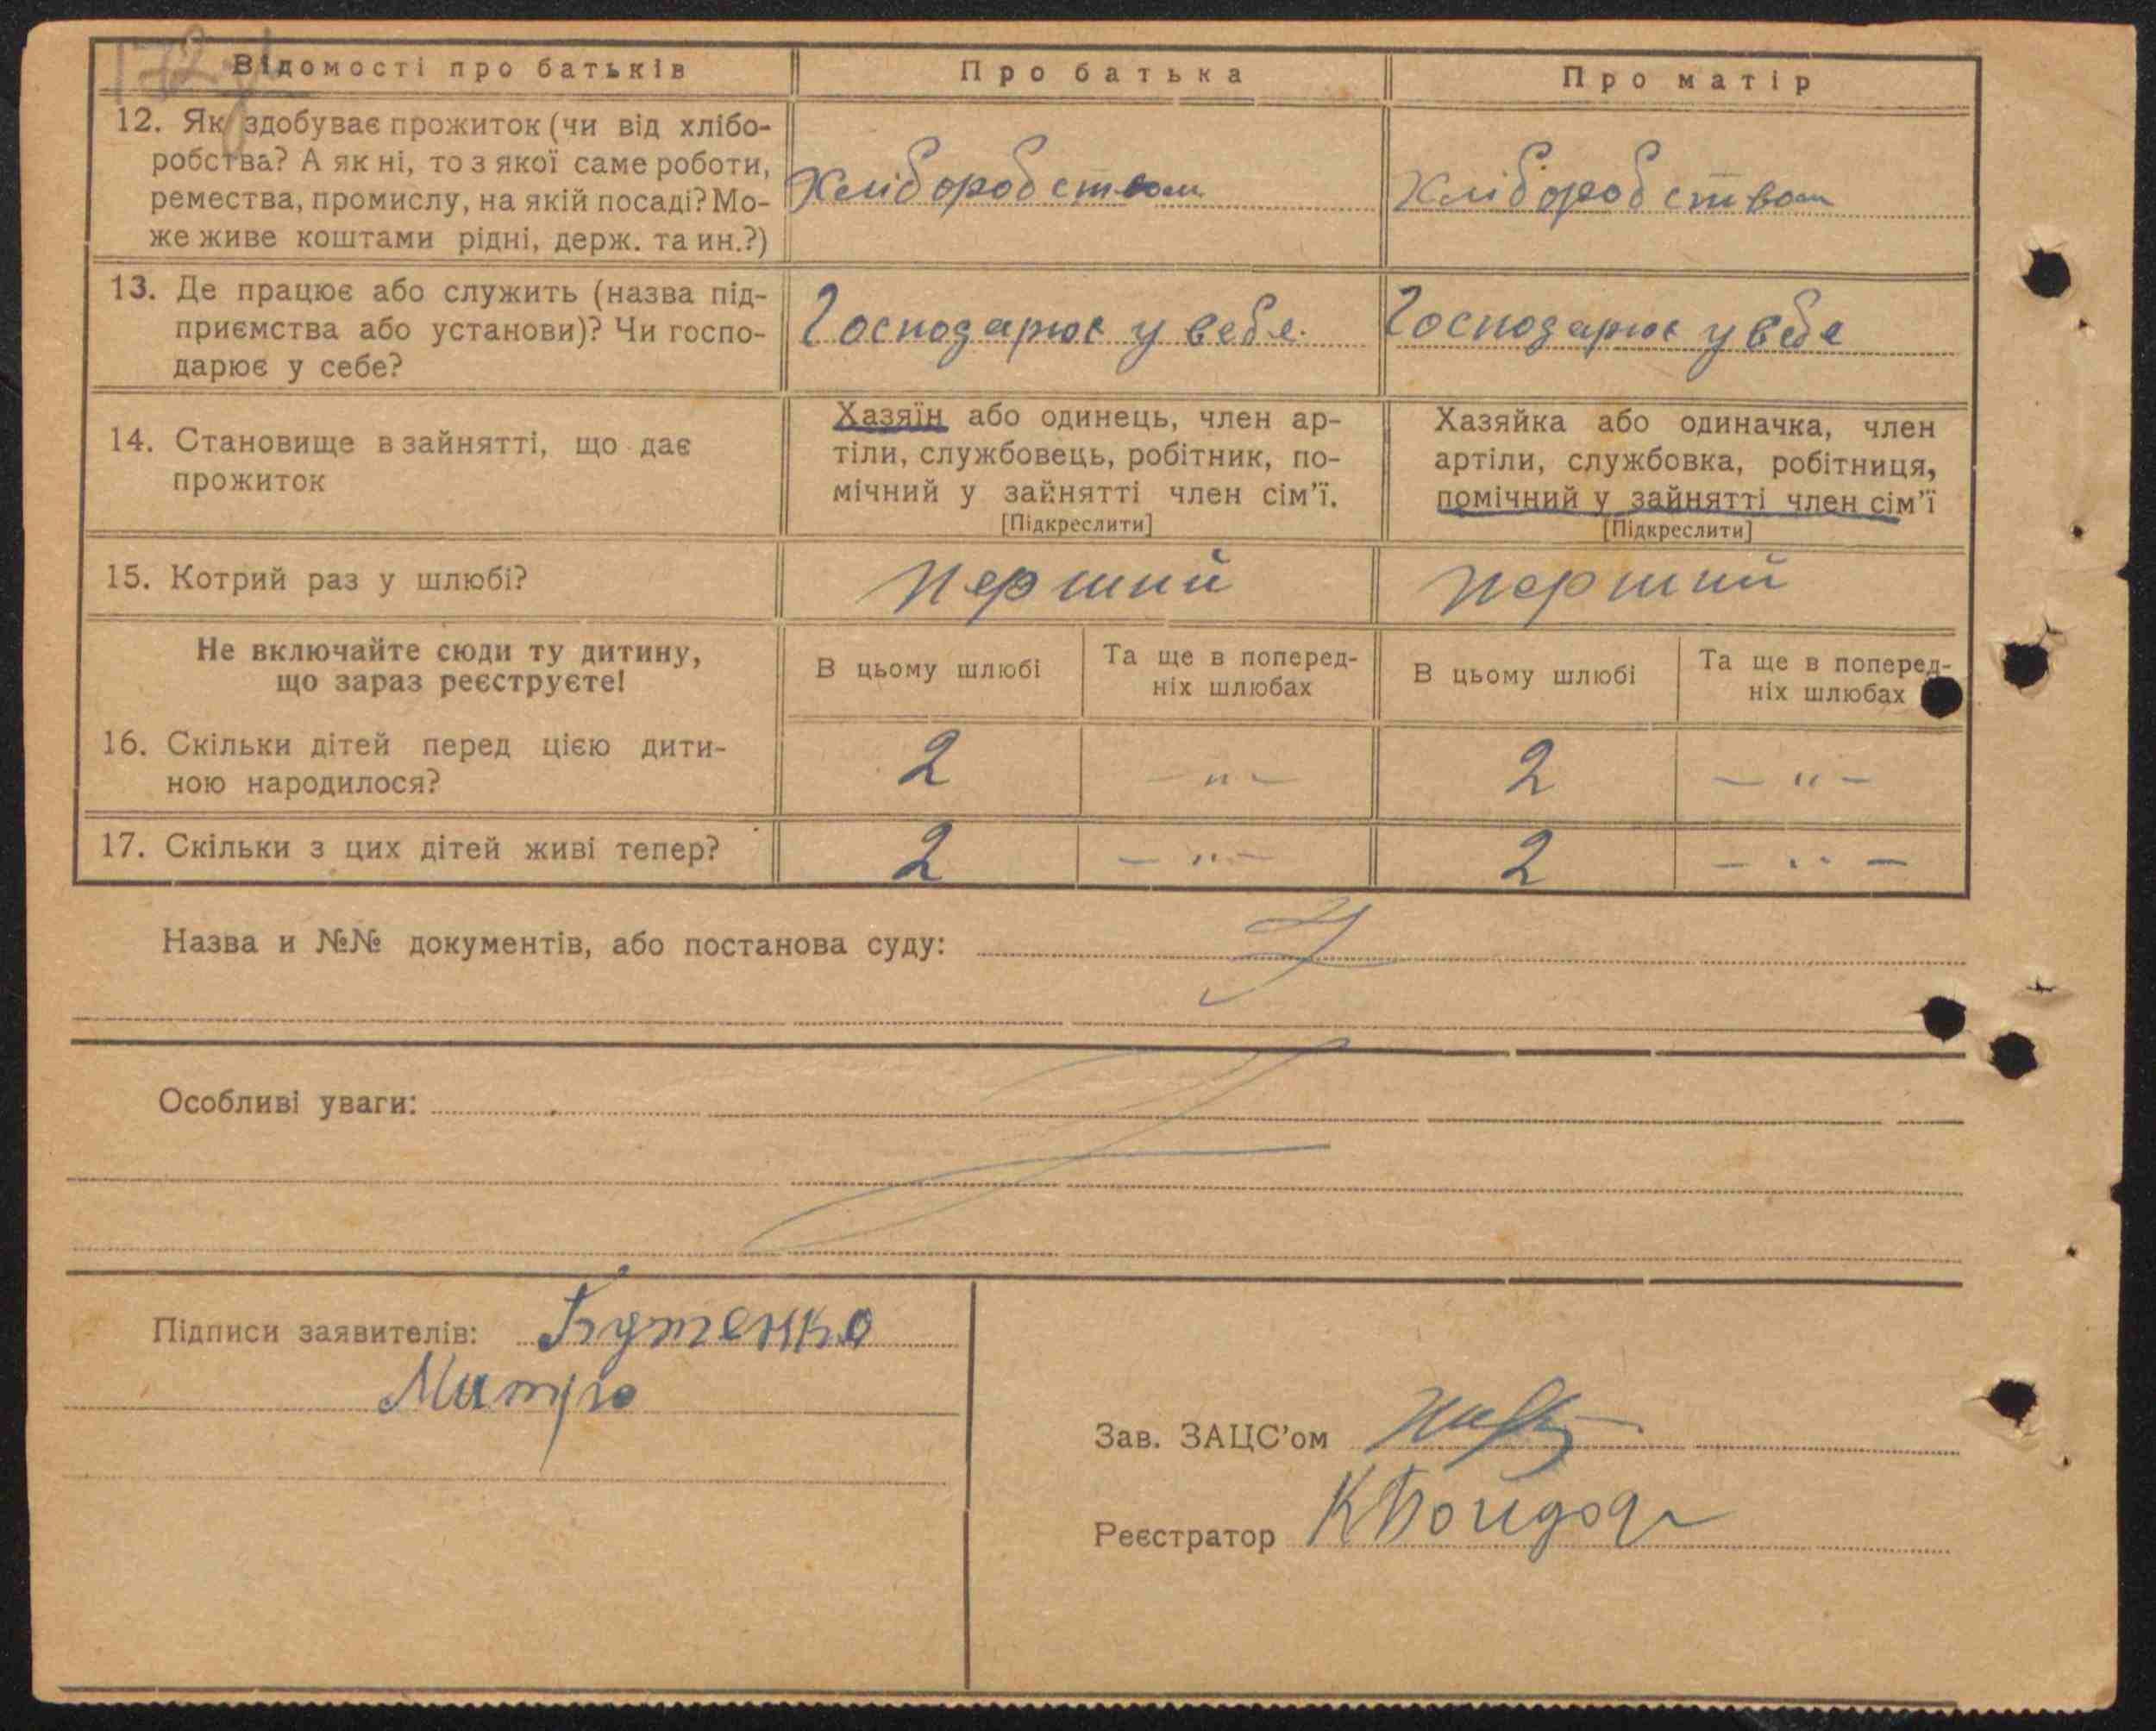 Відомості про батьків
Про батька
Про матір
12. Як здобуває прожиток (чи від хлібо-
робства? А як ні, то з якої саме роботи,
ремества, промислу, на якій посаді? Мо-
же живе коштами рідні, держ. та ин.?)
Хліборобством
Хліборобством
13. Де працює або служить (назва під-
приємства або установи)? Чи госпо-
дарює у себе?
Господарює у себе.
Господарює у себе
14. Становище в зайнятті, що дає
прожиток
Хазяїн або одинець, член ар-
тіли, службовець, робітник, по-
мічний у зайнятті член сім'ї.
[Підкреслити]
Хазяйка або одиначка, член
артіли, службовка, робітниця,
помічний у зайнятті член сім'ї
[Підкреслити]
15. Котрий раз у шлюбі?
Перший
Перший
Не включайте сюди ту дитину,
що зараз реєструєте!
В цьому шлюбі
Та ще в поперед-
ніх шлюбах
В цьому шлюбі
Та ще в поперед-
ніх шлюбах
16. Скільки дітей перед цією дити-
ною народилося?
2
- " -
2
- " -
17. Скільки з цих дітей живі тепер?
2
- " -
2
- " -
Назва и №№ документів, або постанова суду:
Особливі уваги:
Підписи заявителів: Бутенко
Митро
Зав. ЗАЦС'ом
Реєстратор